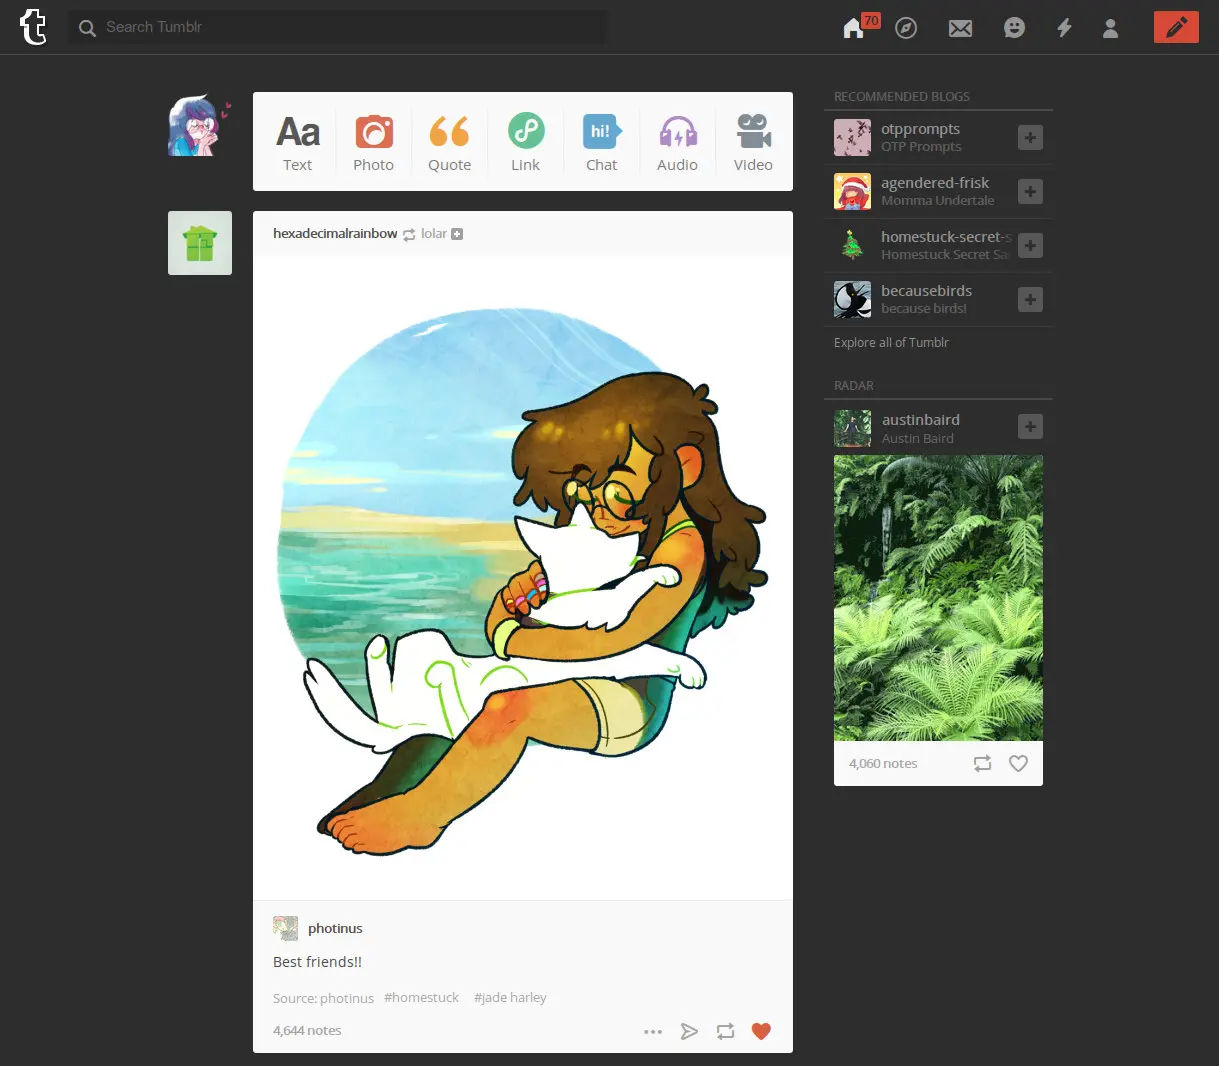 Search Tumblr
70
Aa
Text
Photo
Quote
Link
hi!
Chat
Audio
Video
hexadecimalrainbow lolar
photinus
Best friends!!
Source: photinus #homestuck #jade harley
4,644 notes
RECOMMENDED BLOGS
otpprompts
OTP Prompts
agendered-frisk
Momma Undertale
homestuck-secret-s
Homestuck Secret Sa
becausebirds
because birds!
Explore all of Tumblr
RADAR
austinbaird
Austin Baird
4,060 notes